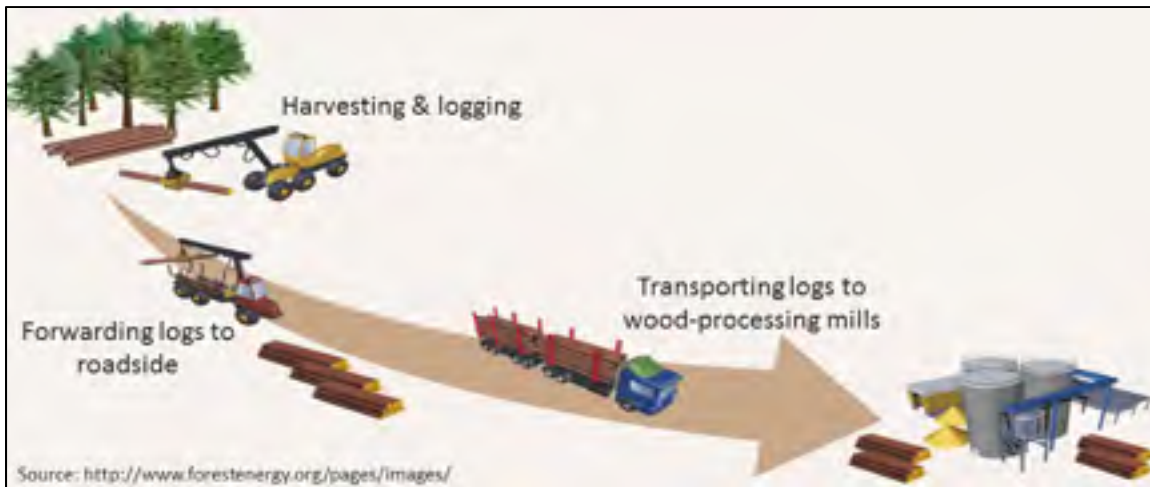 Harvesting & logging
Forwarding logs to
roadside
Transporting logs to
wood-processing mills
Source: http://www.forestenergy.org/pages/images/